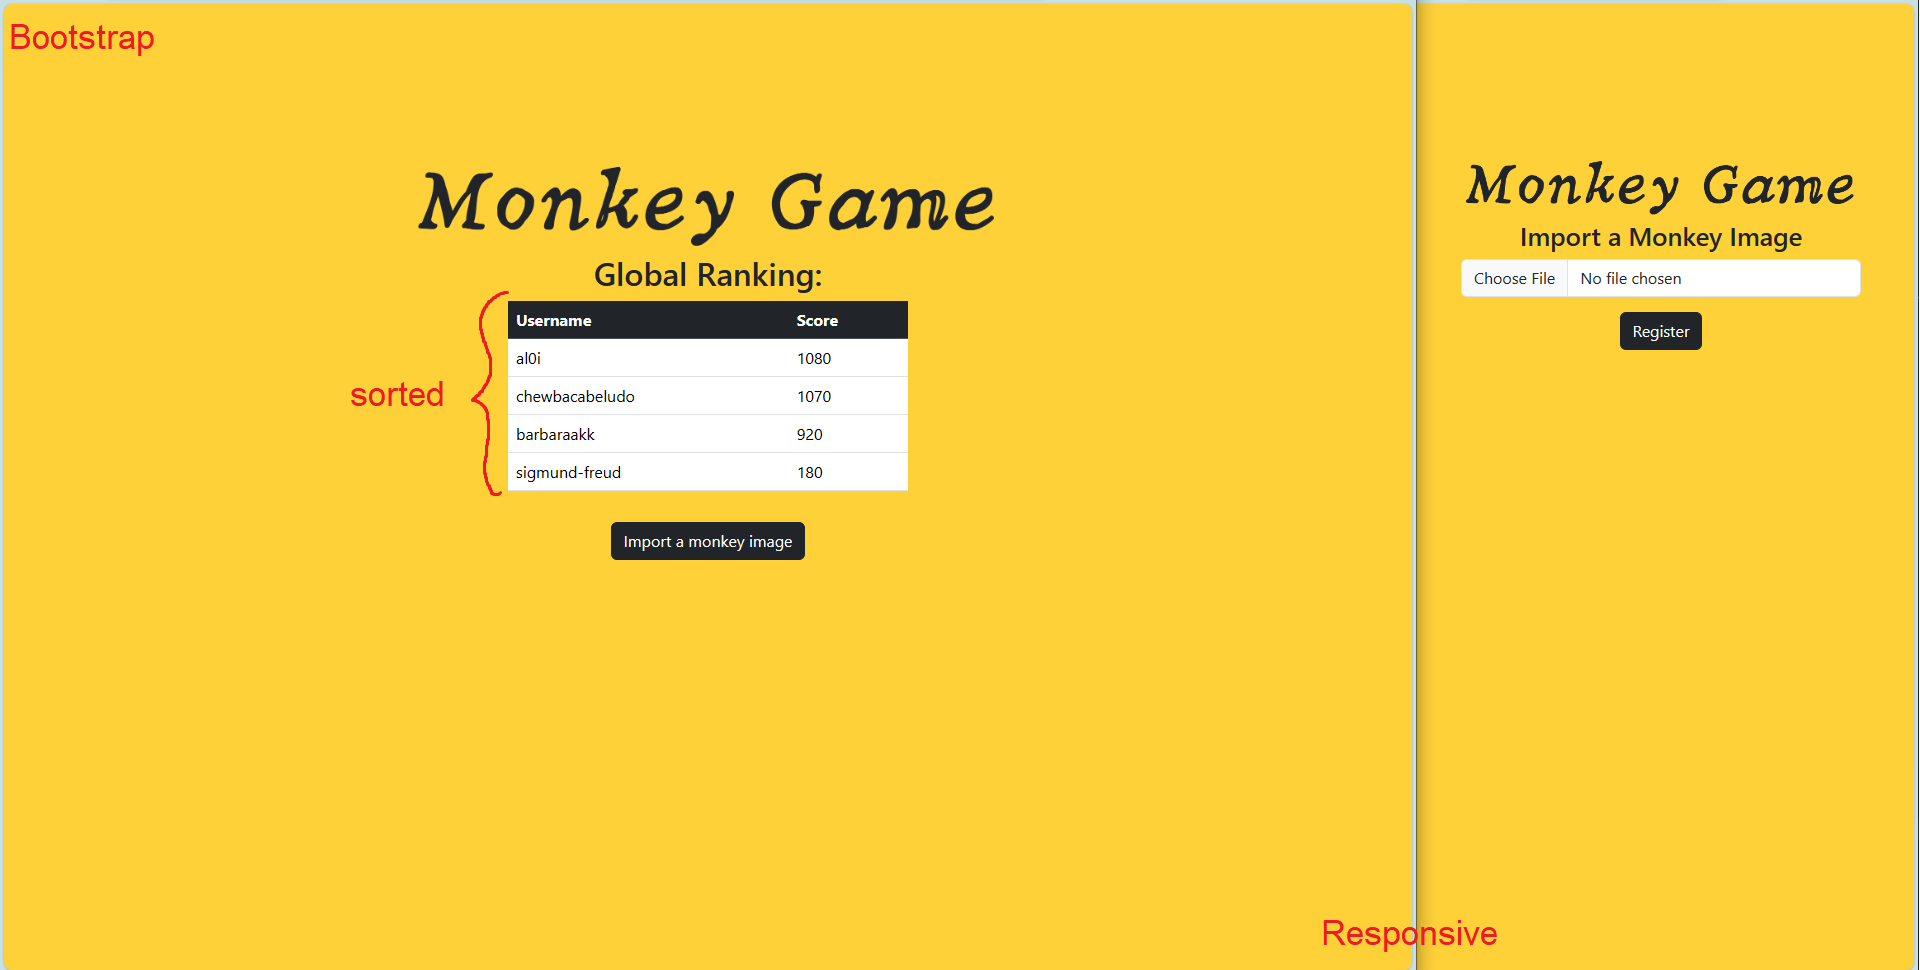 Bootstrap
Monkey Game
Global Ranking:
Username Score
al0i 1080
chewbacabeludo 1070
barbaraakk 920
sigmund-freud 180
sorted
Import a monkey image
Monkey Game
Import a Monkey Image
Choose File No file chosen
Register
Responsive